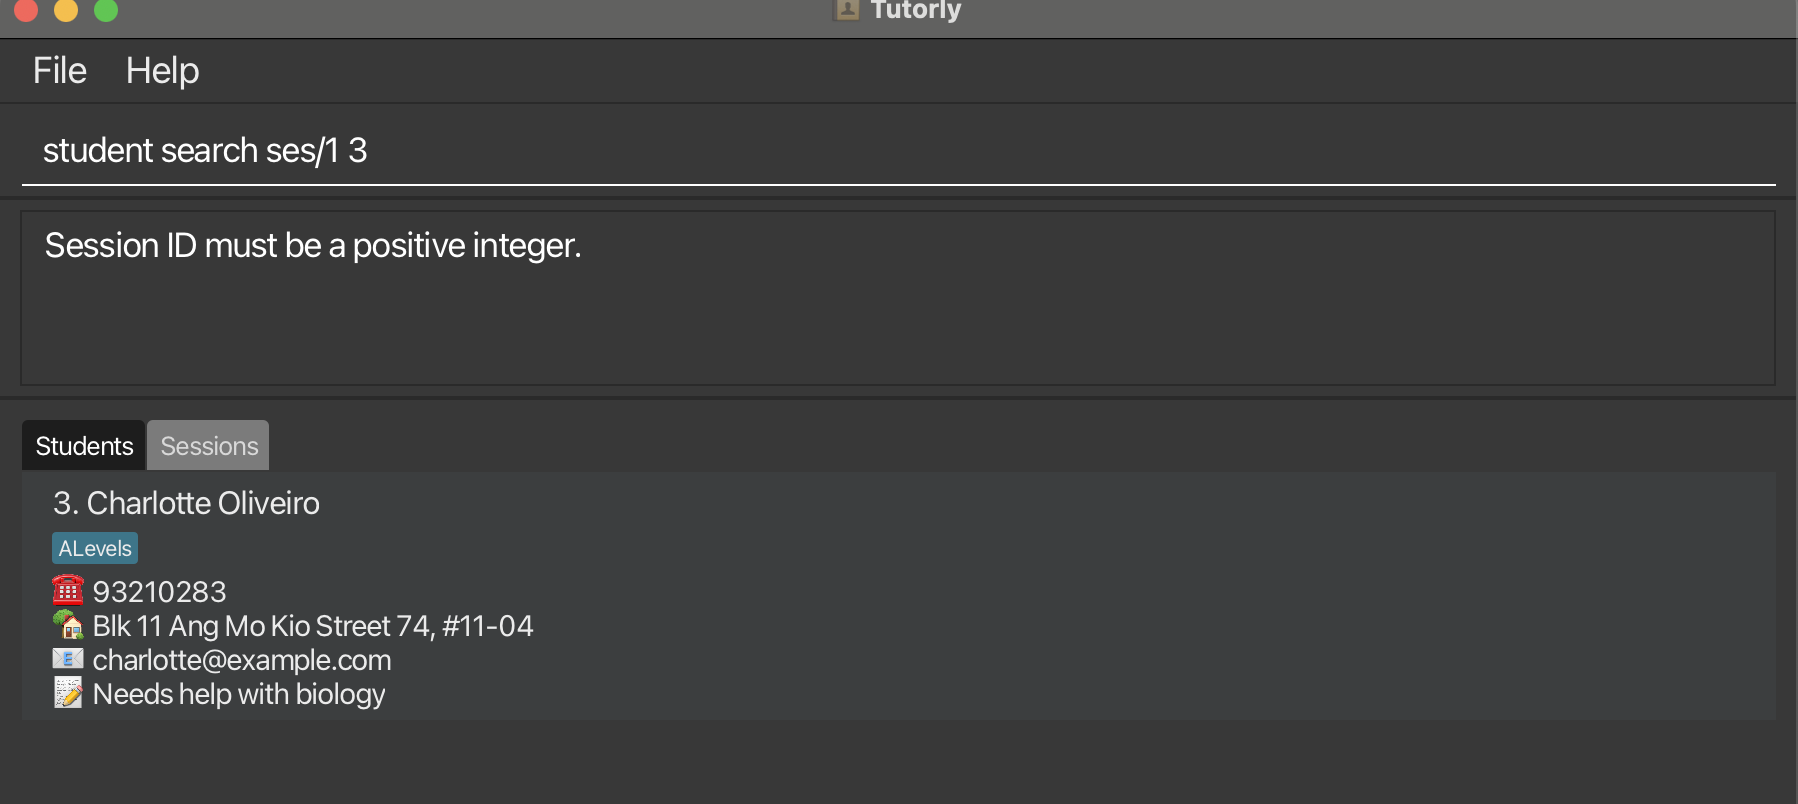 Tutorly
File Help
student search ses/1 3
Session ID must be a positive integer.
Students Sessions
3. Charlotte Oliveiro
ALevels
93210283
Blk 11 Ang Mo Kio Street 74, #11-04
charlotte@example.com
Needs help with biology